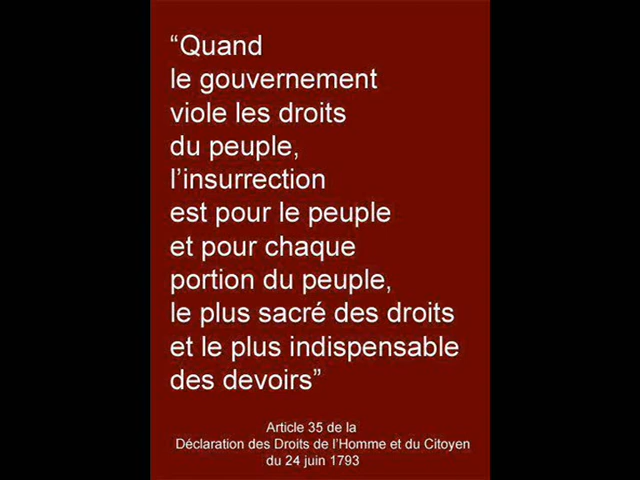 “Quand
le gouvernement
viole les droits
du peuple,
l’insurrection
est pour le peuple
et pour chaque
portion du peuple,
le plus sacré des droits
et le plus indispensable
des devoirs”
Article 35 de la
Déclaration des Droits de l’Homme et du Citoyen
du 24 juin 1793